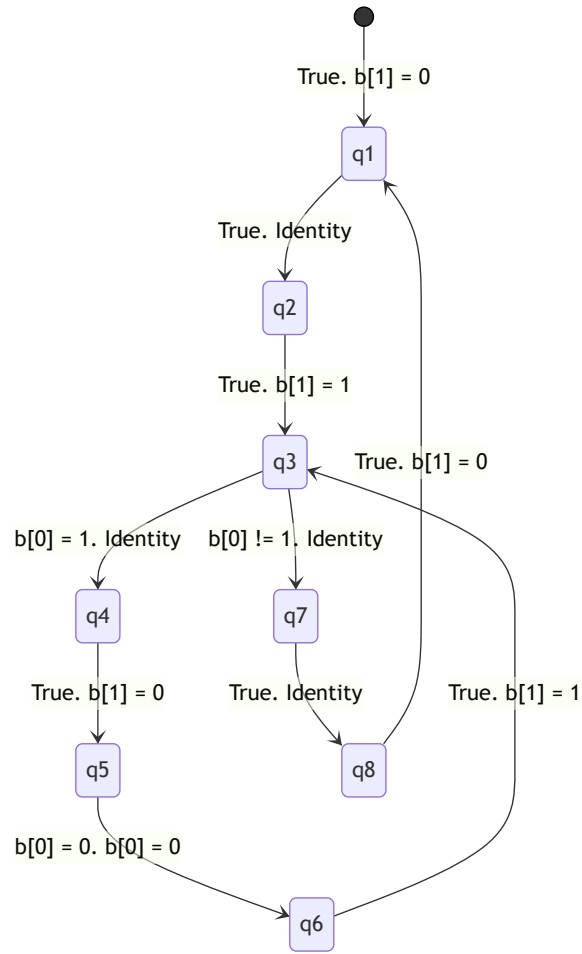 True. b[1] = 0
q1
True. Identity
q2
True. b[1] = 1
q3
True. b[1] = 0
b[0] = 1. Identity
b[0] != 1. Identity
q4
q7
True. b[1] = 0
True. Identity
True. b[1] = 1
q5
q8
b[0] = 0. b[0] = 0
q6